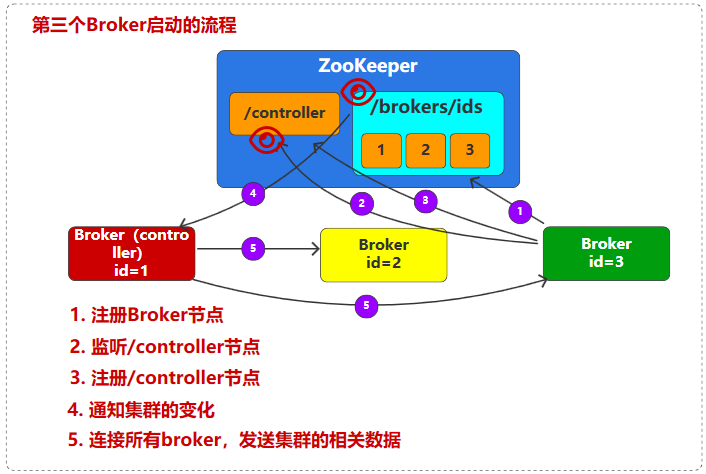 第三个Broker启动的流程
ZooKeeper
/controller
/brokers/ids
1
2
3
4
2
3
1
Broker（contro
ller）
id=1
5
Broker
id=2
Broker
id=3
5
1. 注册Broker节点
2. 监听/controller节点
3. 注册/controller节点
4. 通知集群的变化
5. 连接所有broker，发送集群的相关数据